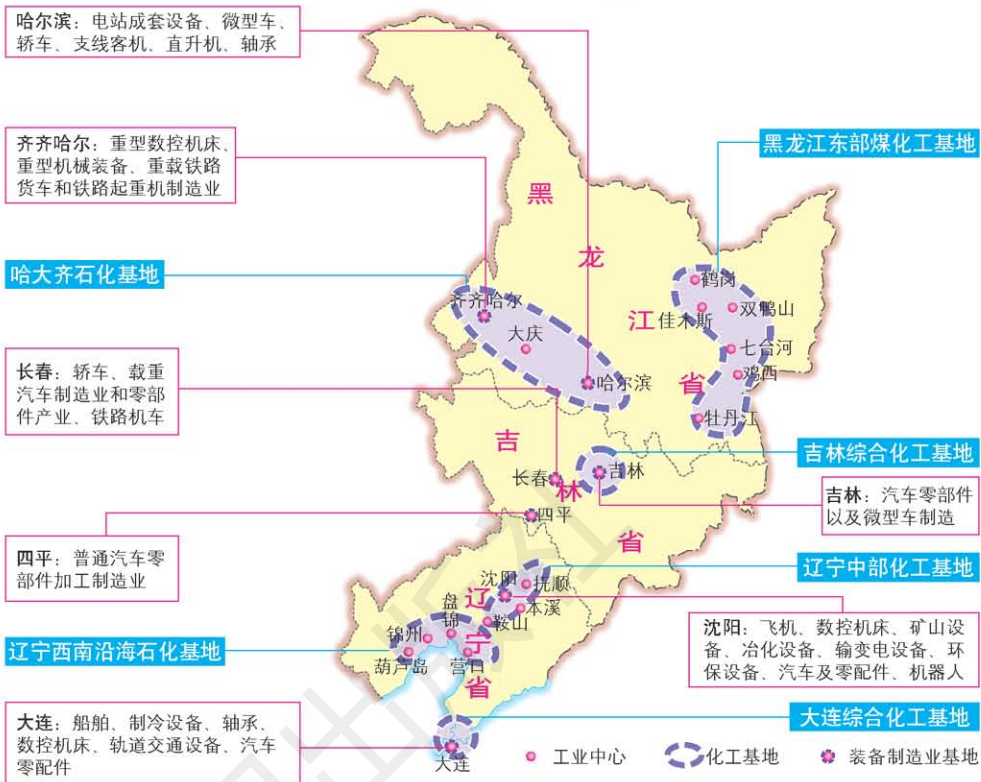 哈尔滨：电站成套设备、微型车、
轿车、支线客机、直升机、轴承
齐齐哈尔：重型数控机床、
重型机械装备、重载铁路
货车和铁路起重机制造业
黑龙江东部煤化工基地
哈大齐石化基地
长春：轿车、载重
汽车制造业和零部
件产业、铁路机车
四平：普通汽车零
部件加工制造业
辽宁西南沿海石化基地
大连：船舶、制冷设备、轴承、
数控机床、轨道交通设备、汽车
零配件
黑龙江省
鹤岗
佳木斯
双鸭山
七台河
鸡西
牡丹江
齐齐哈尔
大庆
哈尔滨
吉林省
长春
吉林
四平
吉林综合化工基地
吉林：汽车零部件
以及微型车制造
辽宁中部化工基地
辽宁省
沈阳
抚顺
本溪
鞍山
盘锦
锦州
葫芦岛
营口
大连
沈阳：飞机、数控机床、矿山设
备、冶化设备、输变电设备、环
保设备、汽车及零配件、机器人
大连综合化工基地
工业中心
化工基地
装备制造业基地